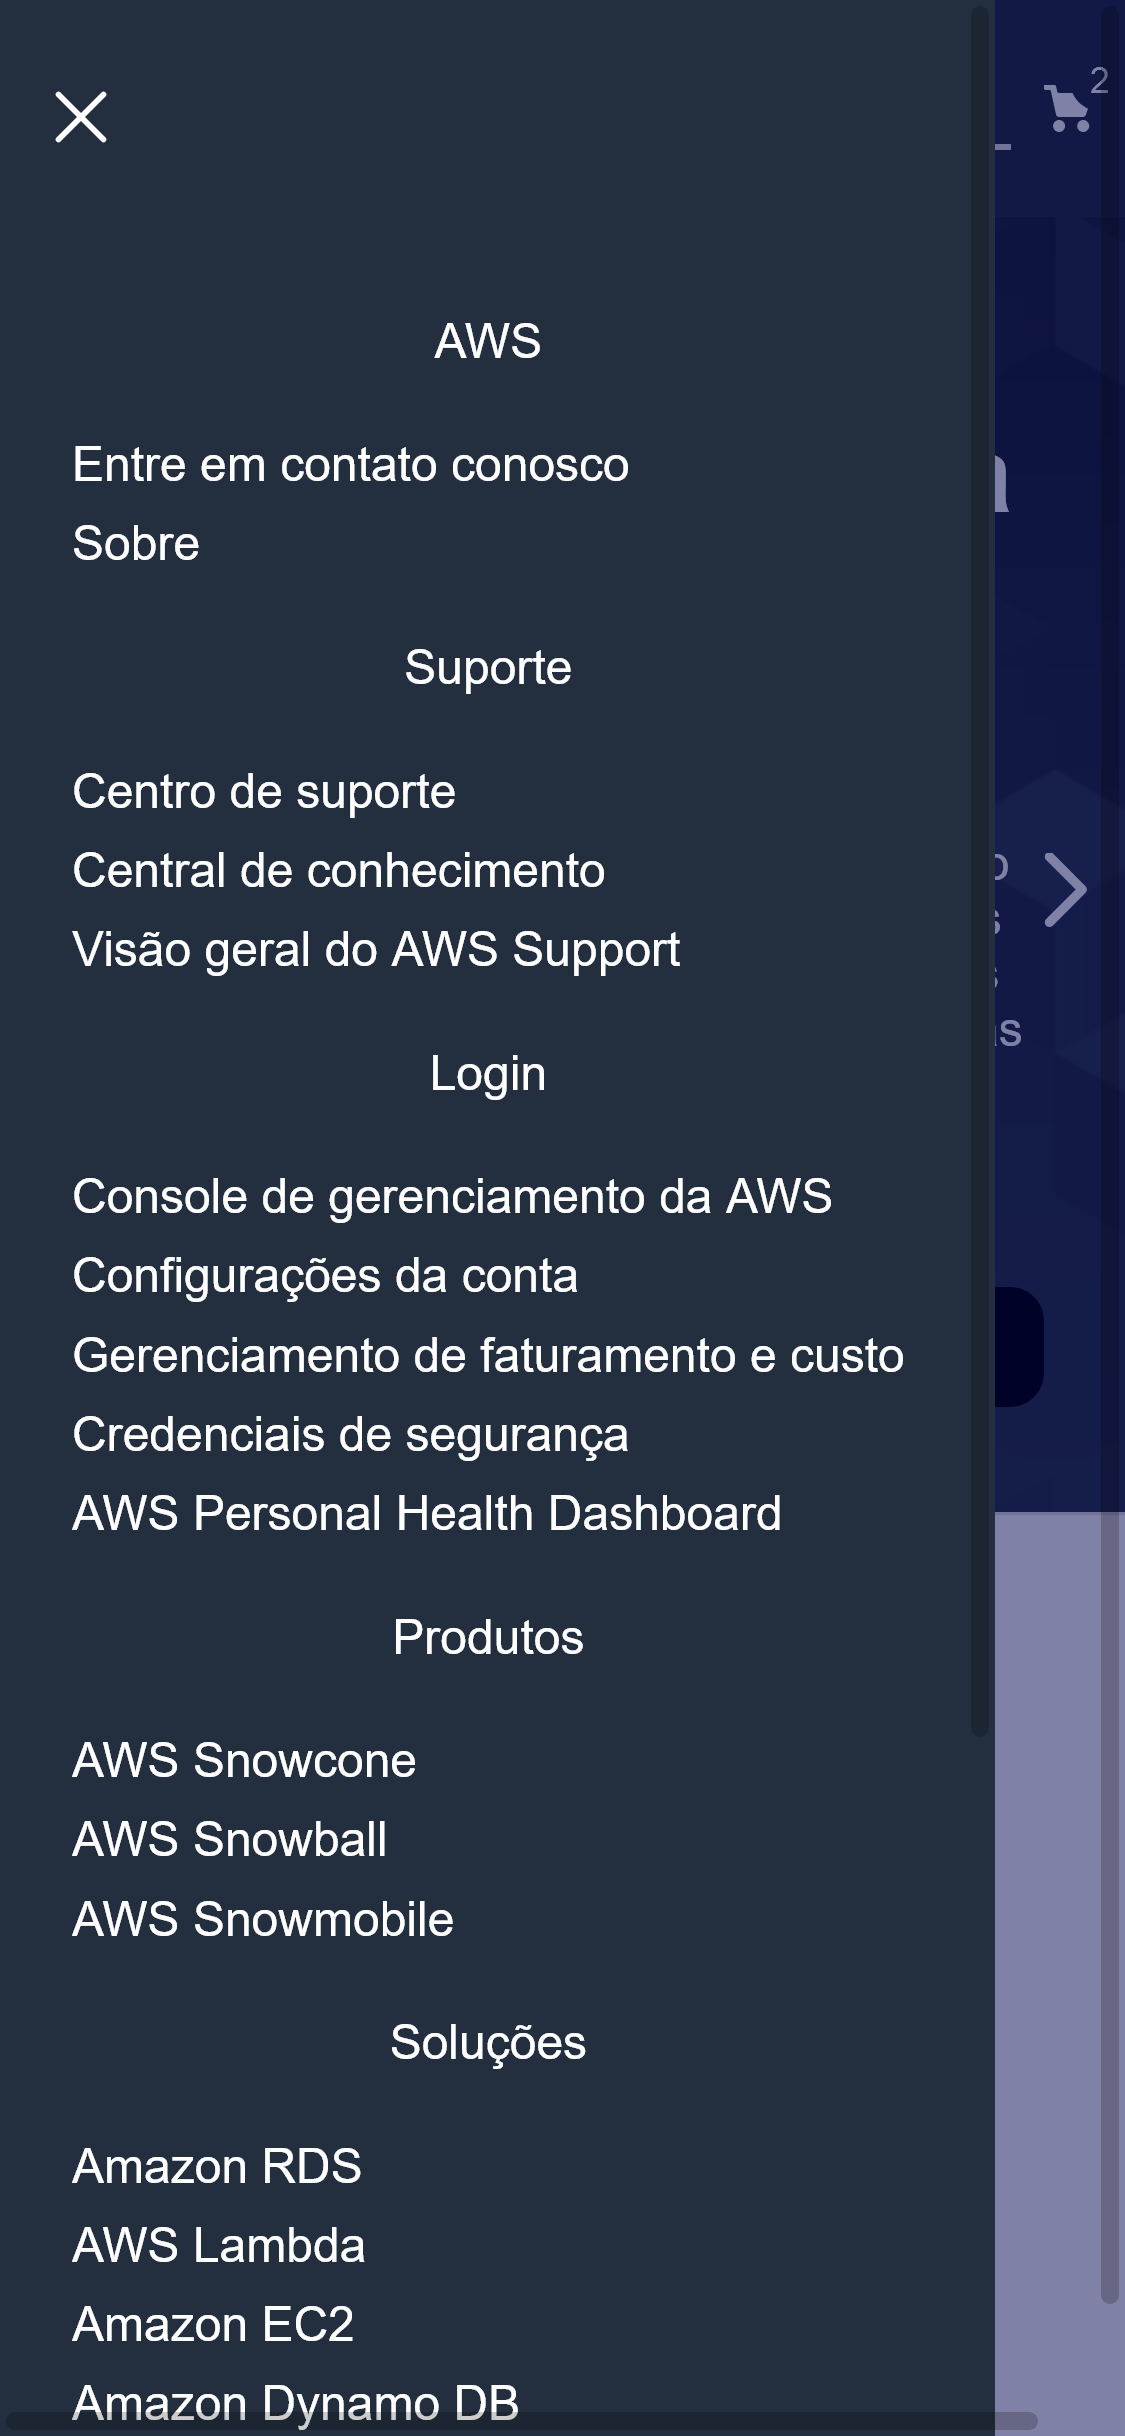 2
AWS
Entre em contato conosco
Sobre
Suporte
Centro de suporte
Central de conhecimento
Visão geral do AWS Support
Login
Console de gerenciamento da AWS
Configurações da conta
Gerenciamento de faturamento e custo
Credenciais de segurança
AWS Personal Health Dashboard
Produtos
AWS Snowcone
AWS Snowball
AWS Snowmobile
Soluções
Amazon RDS
AWS Lambda
Amazon EC2
Amazon Dynamo DB